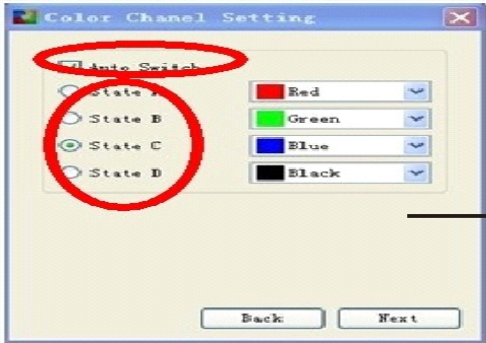 Color Chanel Setting
Auto Switch
State A Red
State B Green
State C Blue
State D Black
Back Next